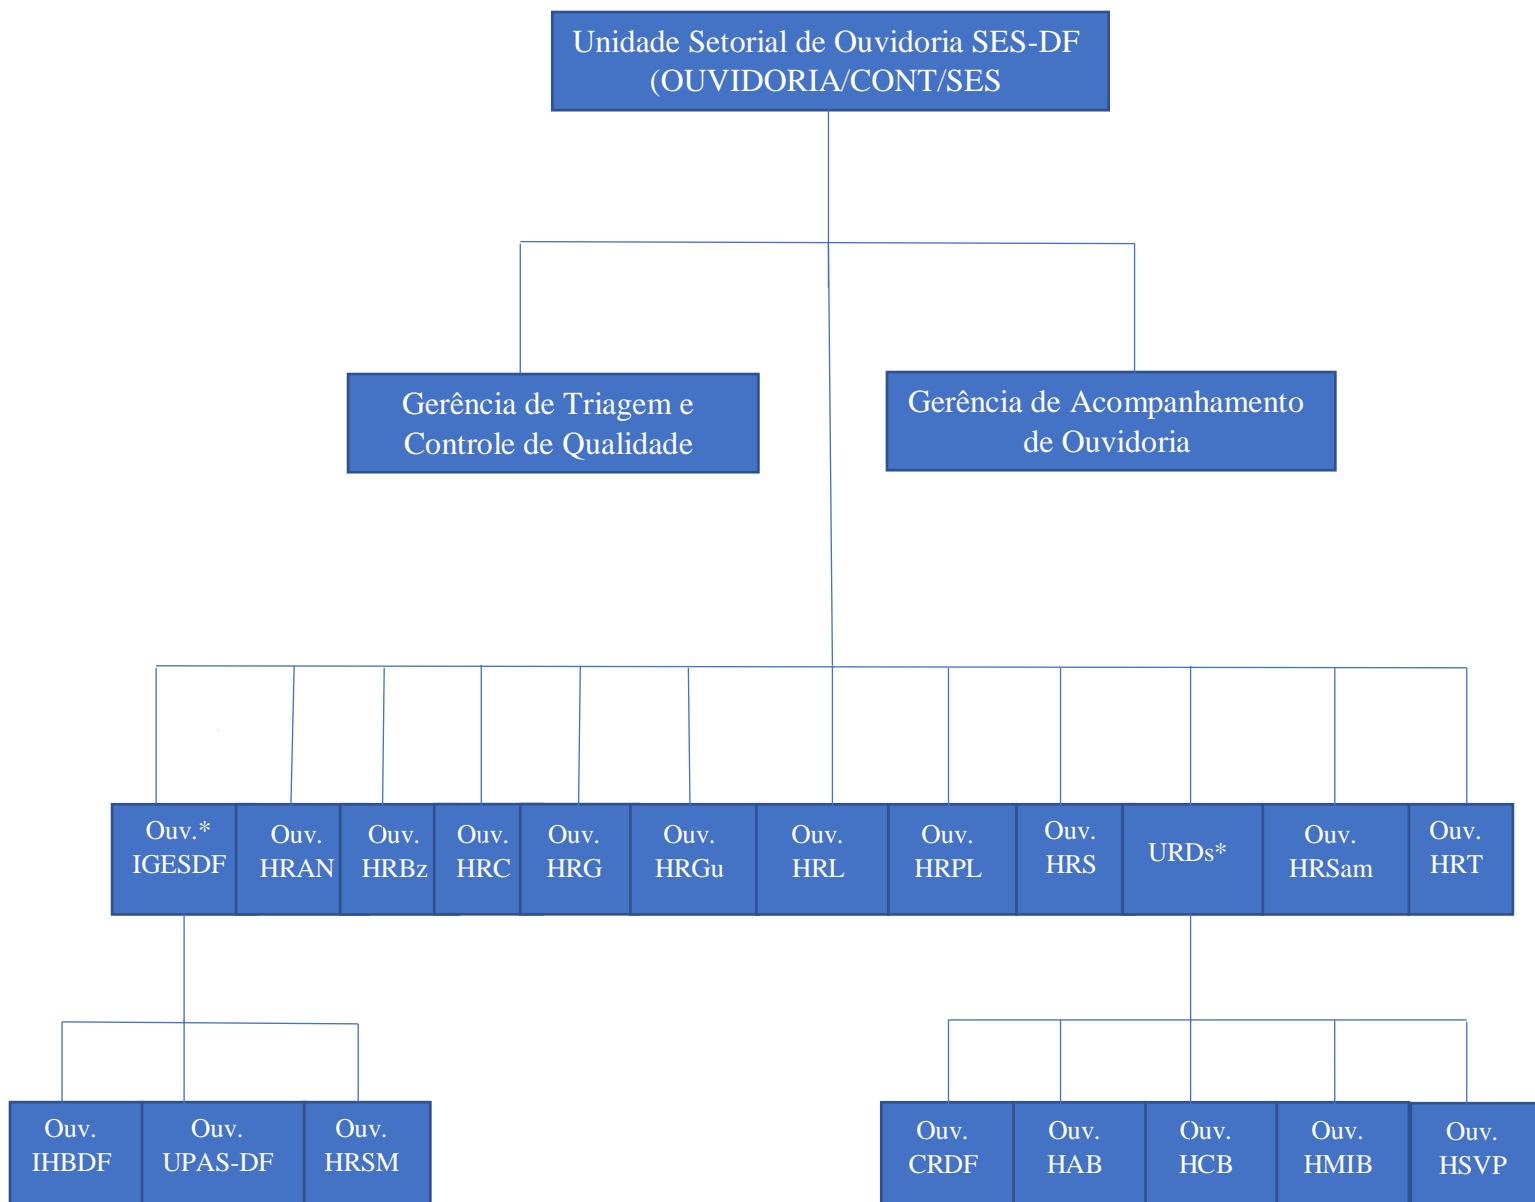 Unidade Setorial de Ouvidoria SES-DF
(OUVIDORIA/CONT/SES
Gerência de Triagem e
Controle de Qualidade
Gerência de Acompanhamento
de Ouvidoria
Ouv.*
IGESDF
Ouv.
HRAN
Ouv.
HRBz
Ouv.
HRC
Ouv.
HRG
Ouv.
HRGu
Ouv.
HRL
Ouv.
HRPL
Ouv.
HRS
URDs*
Ouv.
HRSam
Ouv.
HRT
Ouv.
IHBDF
Ouv.
UPAS-DF
Ouv.
HRSM
Ouv.
CRDF
Ouv.
HAB
Ouv.
HCB
Ouv.
HMIB
Ouv.
HSVP